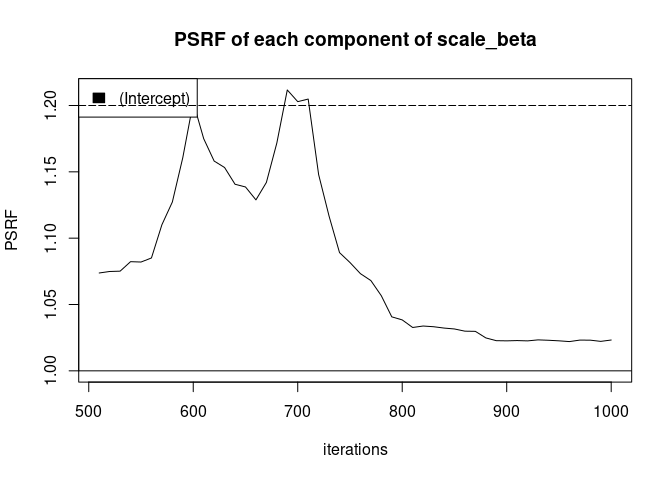 PSRF of each component of scale_beta
(Intercept)
1.20
1.15
1.10
1.05
1.00
PSRF
500 600 700 800 900 1000
iterations